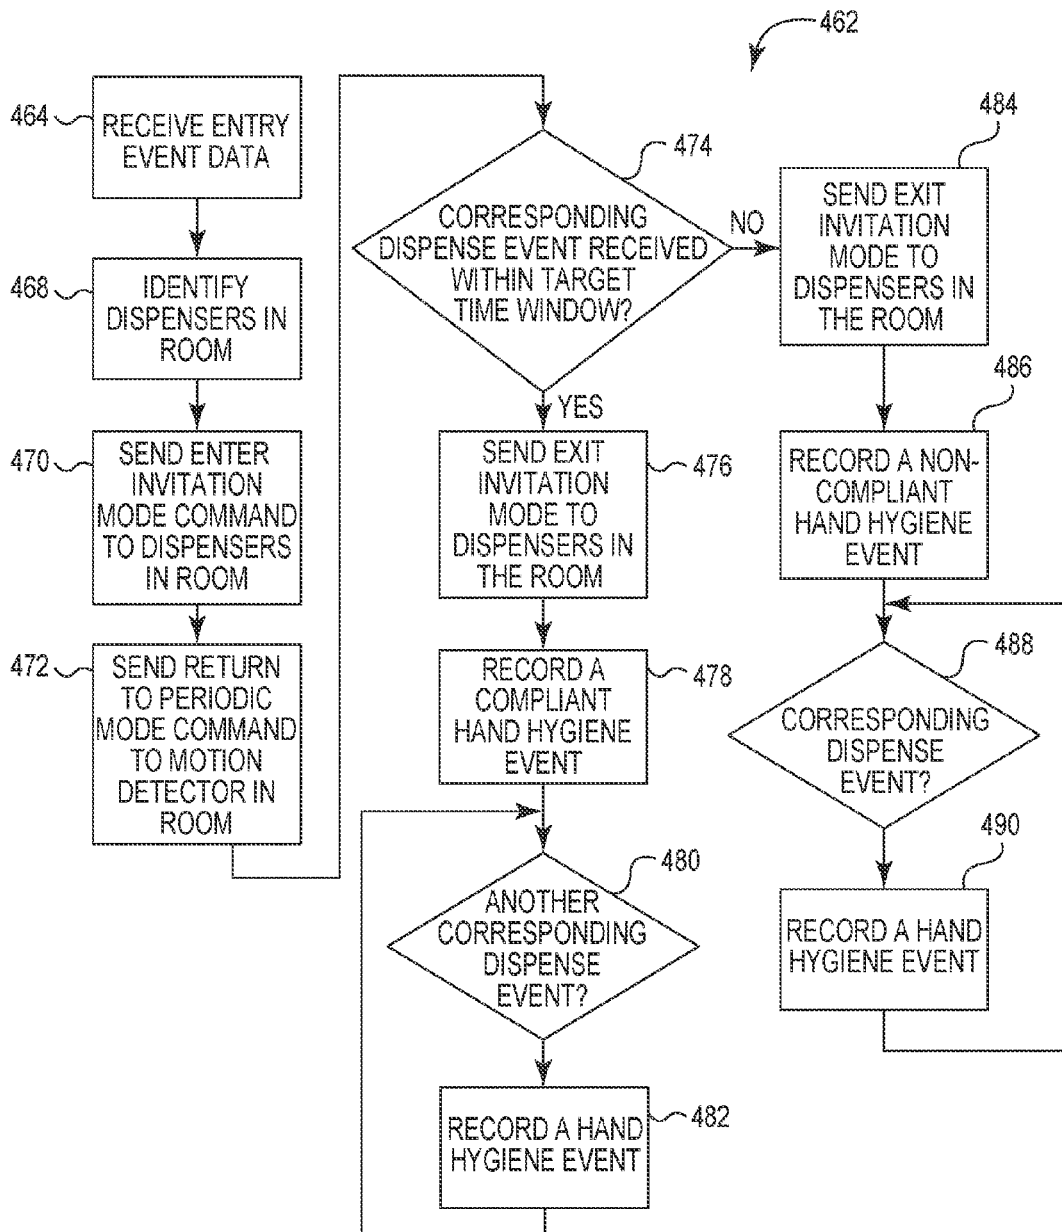 462
464
RECEIVE ENTRY
EVENT DATA
468
IDENTIFY
DISPENSERS IN
ROOM
470
SEND ENTER
INVITATION
MODE COMMAND
TO DISPENSERS
IN ROOM
472
SEND RETURN
TO PERIODIC
MODE COMMAND
TO MOTION
DETECTOR IN
ROOM
474
CORRESPONDING
DISPENSE EVENT RECEIVED
WITHIN TARGET
TIME WINDOW?
NO
YES
476
SEND EXIT
INVITATION
MODE TO
DISPENSERS IN
THE ROOM
478
RECORD A
COMPLIANT
HAND HYGIENE
EVENT
480
ANOTHER
CORRESPONDING
DISPENSE
EVENT?
482
RECORD A HAND
HYGIENE EVENT
484
SEND EXIT
INVITATION
MODE TO
DISPENSERS IN
THE ROOM
486
RECORD A NON-
COMPLIANT
HAND HYGIENE
EVENT
488
CORRESPONDING
DISPENSE
EVENT?
490
RECORD A HAND
HYGIENE EVENT